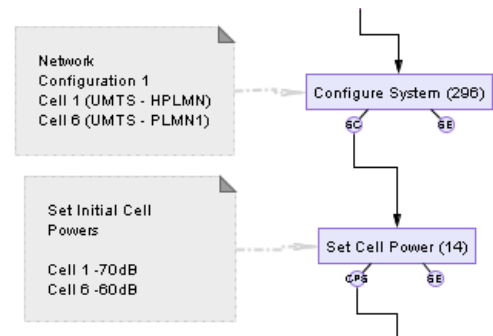 Network
Configuration 1
Cell 1 (UMTS - HPLMN)
Cell 6 (UMTS - PLMN1)
Configure System (296)
SC
SE
Set Initial Cell
Powers
Cell 1 -70dB
Cell 6 -60dB
Set Cell Power (14)
CPS
SE